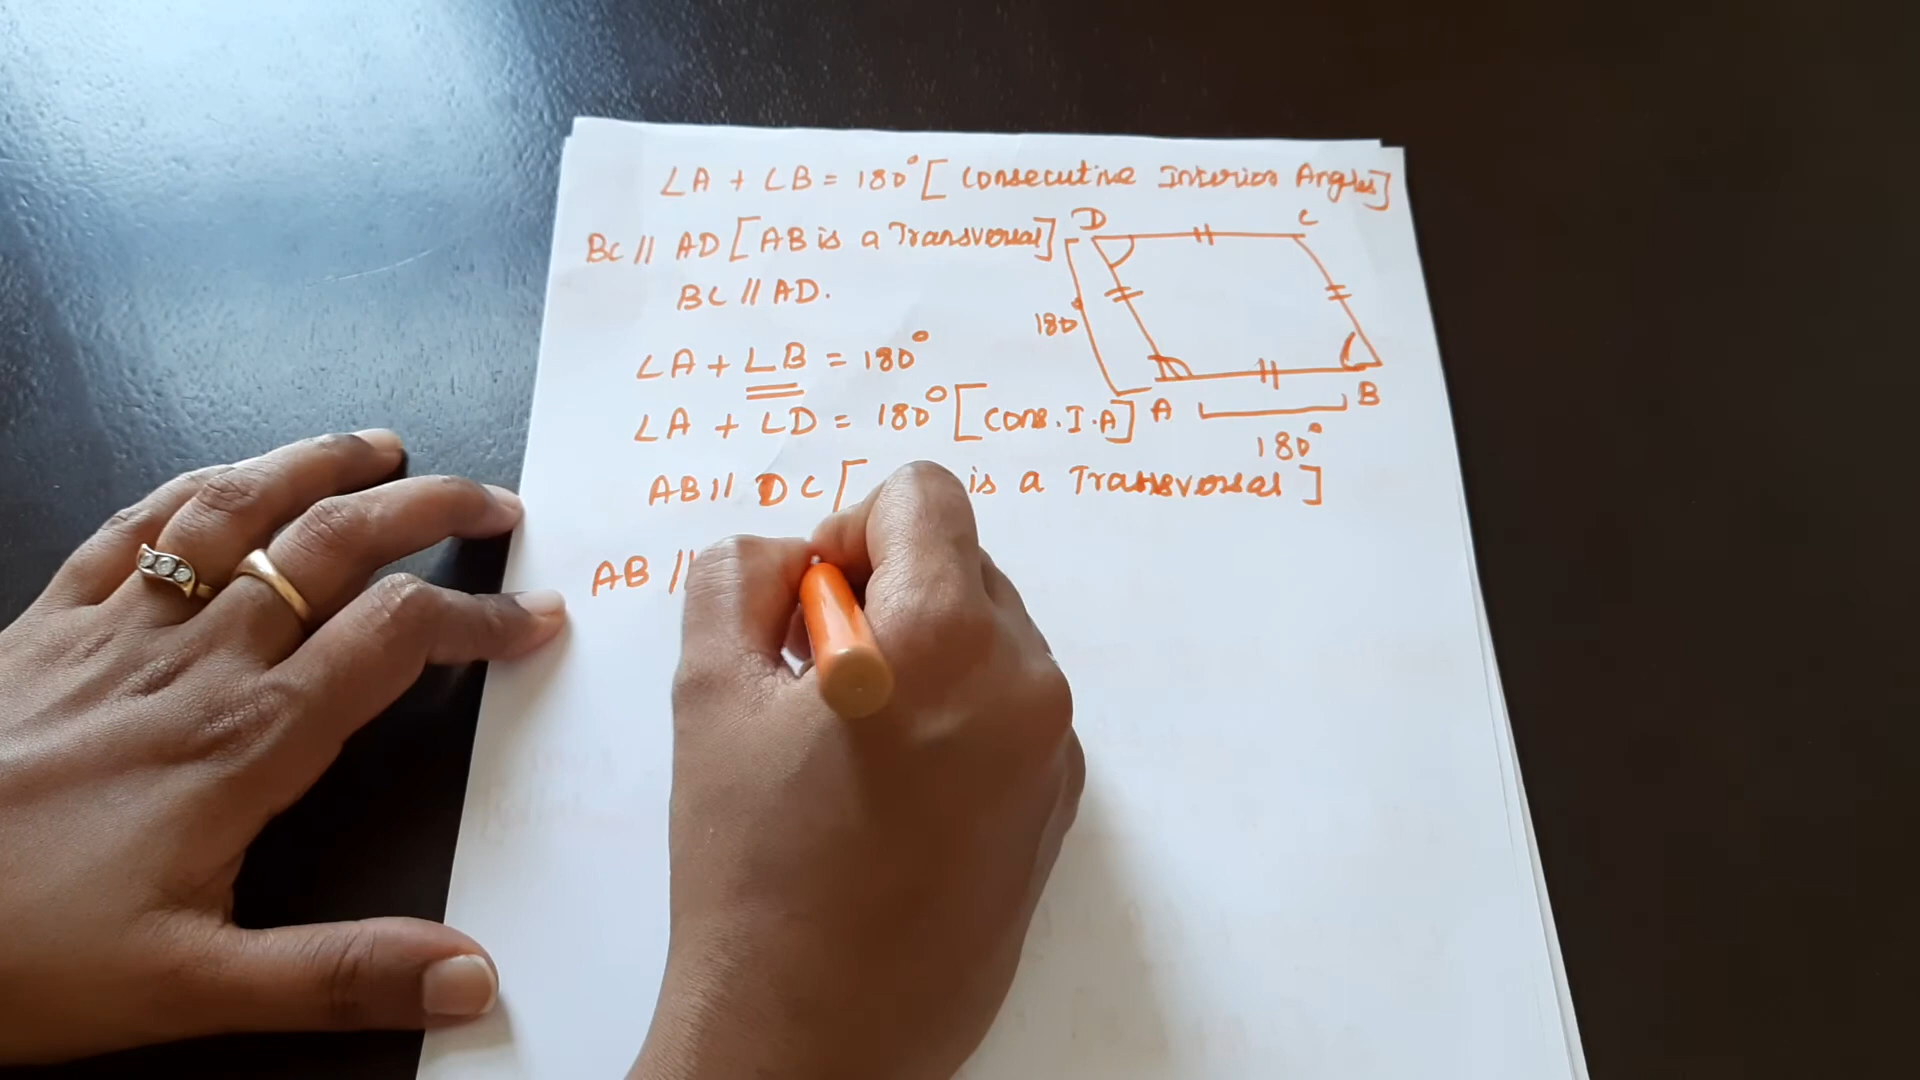 ∠A + ∠B = 180° [Consecutive Interior Angles]
BC // AD [AB is a Transversal]
BC // AD.
∠A + ∠B = 180°
∠A + ∠D = 180° [Cons. I. A]
AB // DC [ is a Transversal]
AB //
D C
180
A B
180°